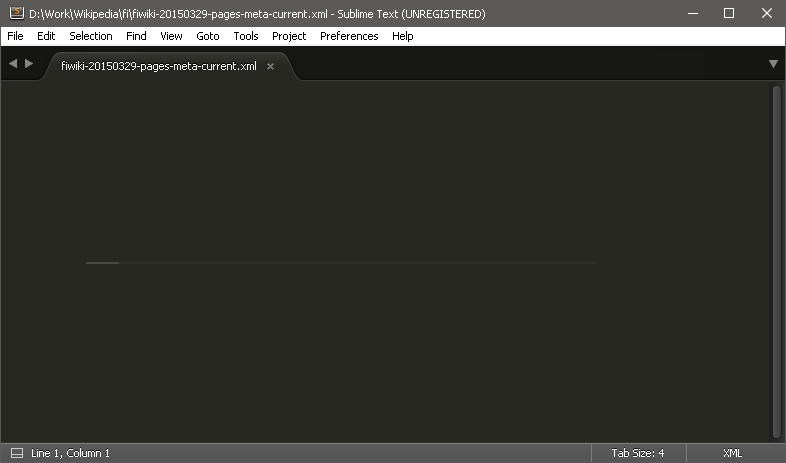 D:\Work\Wikipedia\fi\fiwiki-20150329-pages-meta-current.xml - Sublime Text (UNREGISTERED)
File Edit Selection Find View Goto Tools Project Preferences Help
fiwiki-20150329-pages-meta-current.xml
Line 1, Column 1 Tab Size: 4 XML